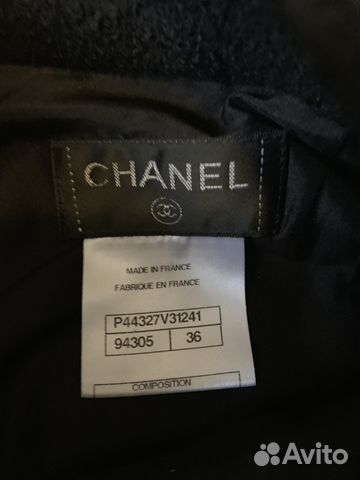 CHANEL
MADE IN FRANCE
FABRIQUE EN FRANCE
P44327V31241
94305 36
COMPOSITION
Avito